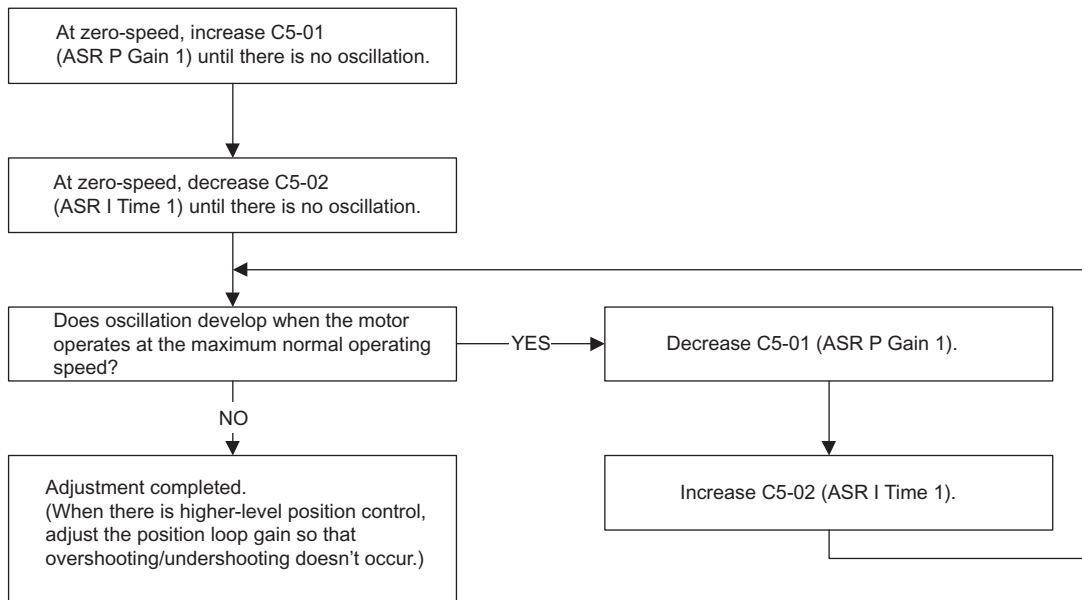 At zero-speed, increase C5-01
(ASR P Gain 1) until there is no oscillation.
At zero-speed, decrease C5-02
(ASR I Time 1) until there is no oscillation.
Does oscillation develop when the motor
operates at the maximum normal operating
speed?
YES
Decrease C5-01 (ASR P Gain 1).
NO
Increase C5-02 (ASR I Time 1).
Adjustment completed.
(When there is higher-level position control,
adjust the position loop gain so that
overshooting/undershooting doesn’t occur.)